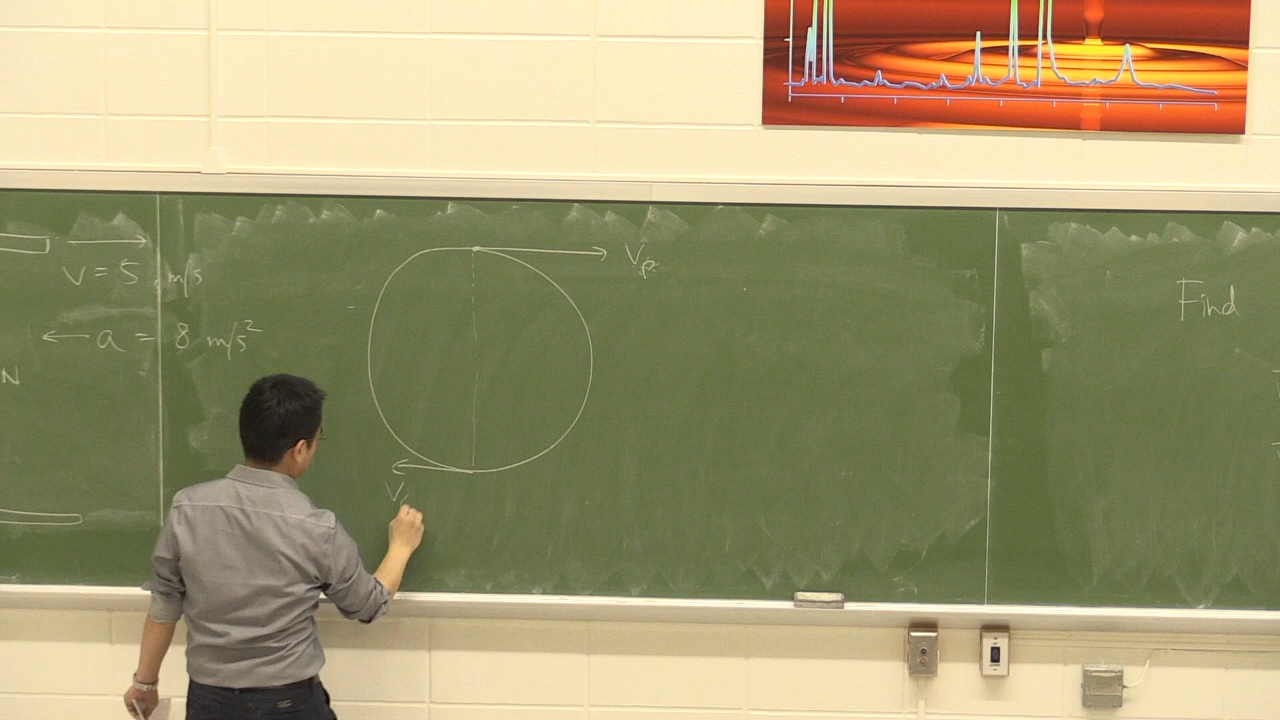 v = 5 m/s
← a = 8 m/s²
N
Vp
V
Find